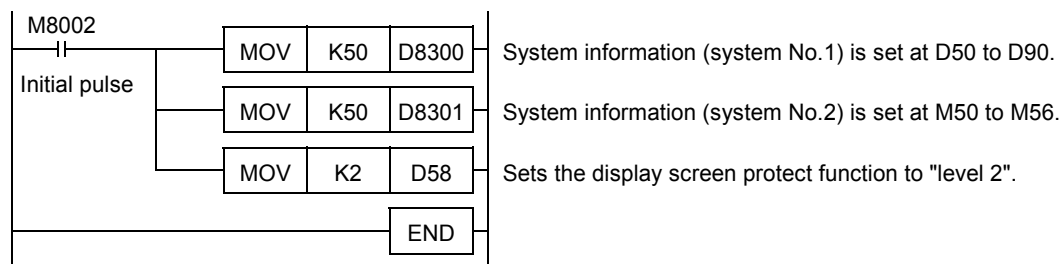 M8002
MOV K50 D8300 System information (system No.1) is set at D50 to D90.
Initial pulse
MOV K50 D8301 System information (system No.2) is set at M50 to M56.
MOV K2 D58 Sets the display screen protect function to "level 2".
END